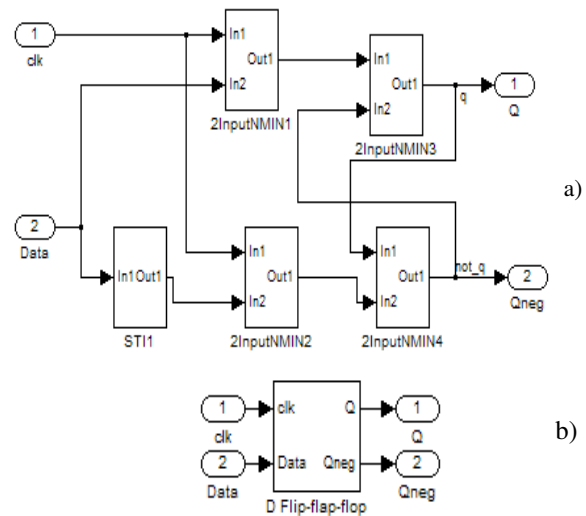 1
clk
In1
In2
Out1
2InputNMIN1
In1
In2
Out1
2InputNMIN3
q
1
Q
a)
2
Data
In1
Out1
STI1
In1
In2
Out1
2InputNMIN2
In1
In2
Out1
2InputNMIN4
not_q
2
Qneg
1
clk
2
Data
clk
Q
Data
Qneg
D Flip-flap-flop
1
Q
2
Qneg
b)